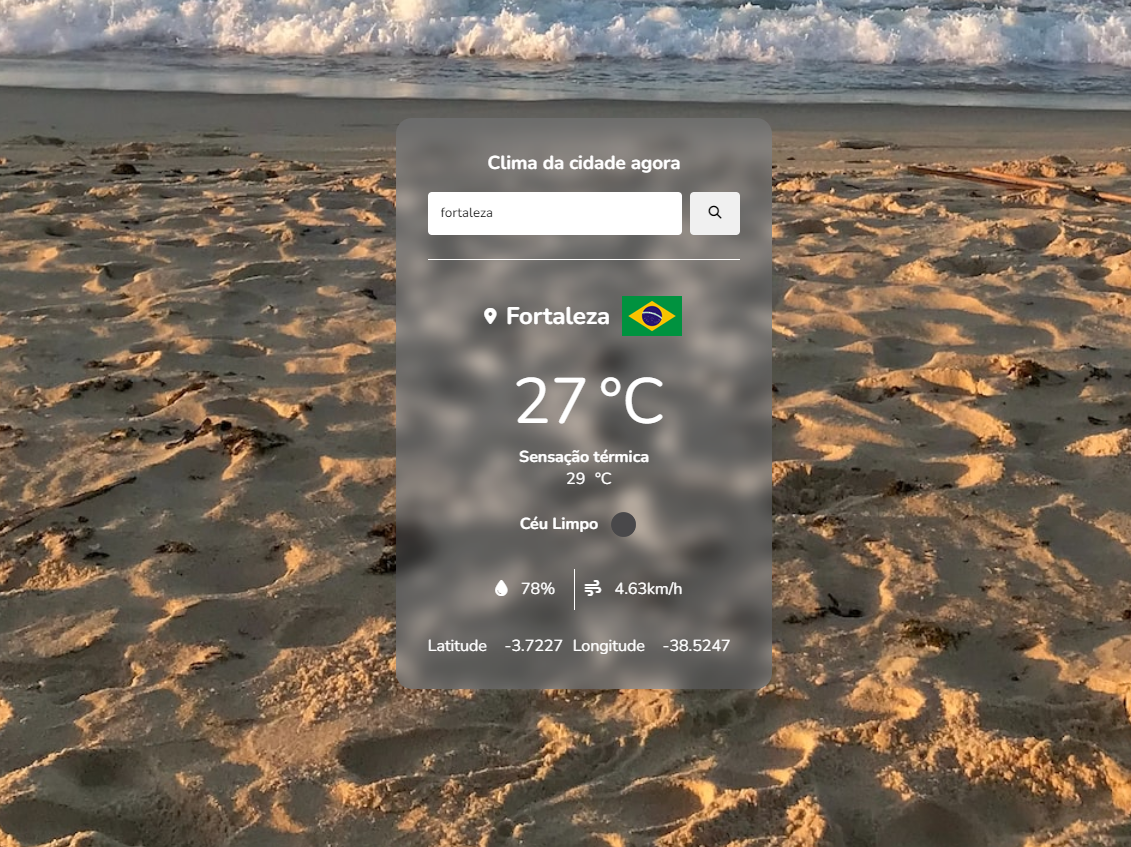 Clima da cidade agora
fortaleza
Fortaleza
27 °C
Sensação térmica
29 °C
Céu Limpo
78% 4.63km/h
Latitude -3.7227 Longitude -38.5247